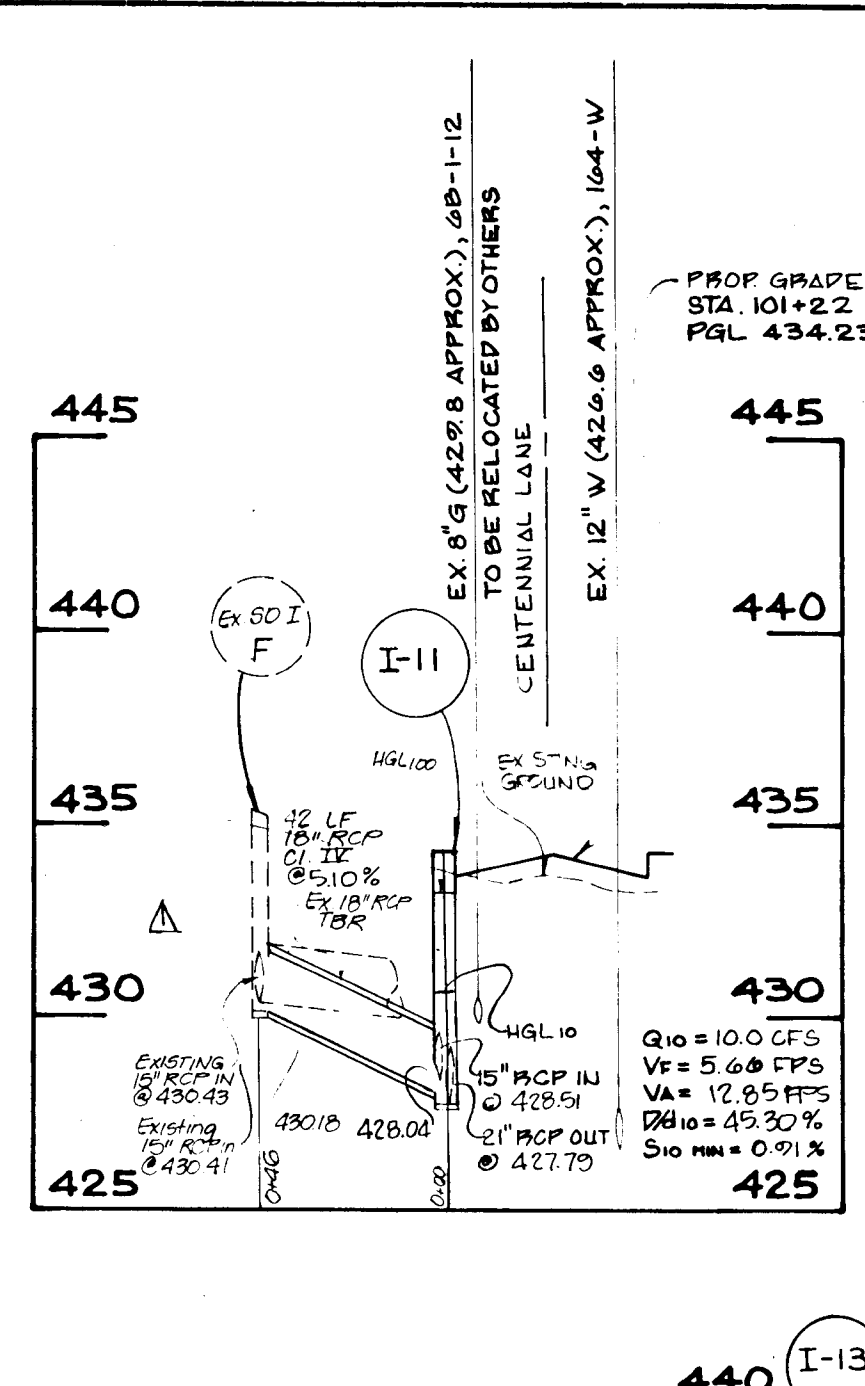 EX. 8"G (429.8 APPROX.), 6B-1-12
TO BE RELOCATED BY OTHERS
CENTENNIAL LANE
EX. 12" W (426.6 APPROX.), 164-W
PROP. GRADE
STA. 101+22
PGL 434.23
445
445
440
440
Ex SD I
F
I-11
HGL100
EXISTNG
GROUND
435
435
42 LF
18" RCP
Cl. IV
@5.10%
Ex 18" RCP
TBR
1
430
430
HGL10
Q10 = 10.0 CFS
VF = 5.66 FPS
VA = 12.85 FPS
D/d10 = 45.30%
S10 MIN = 0.91%
EXISTING
15" RCP IN
@ 430.43
Existing
15" RCP in
@ 430.41
430.18
428.04
15" RCP IN
@ 428.51
21" RCP OUT
@ 427.79
0+46
0+00
425
425
440
I-13